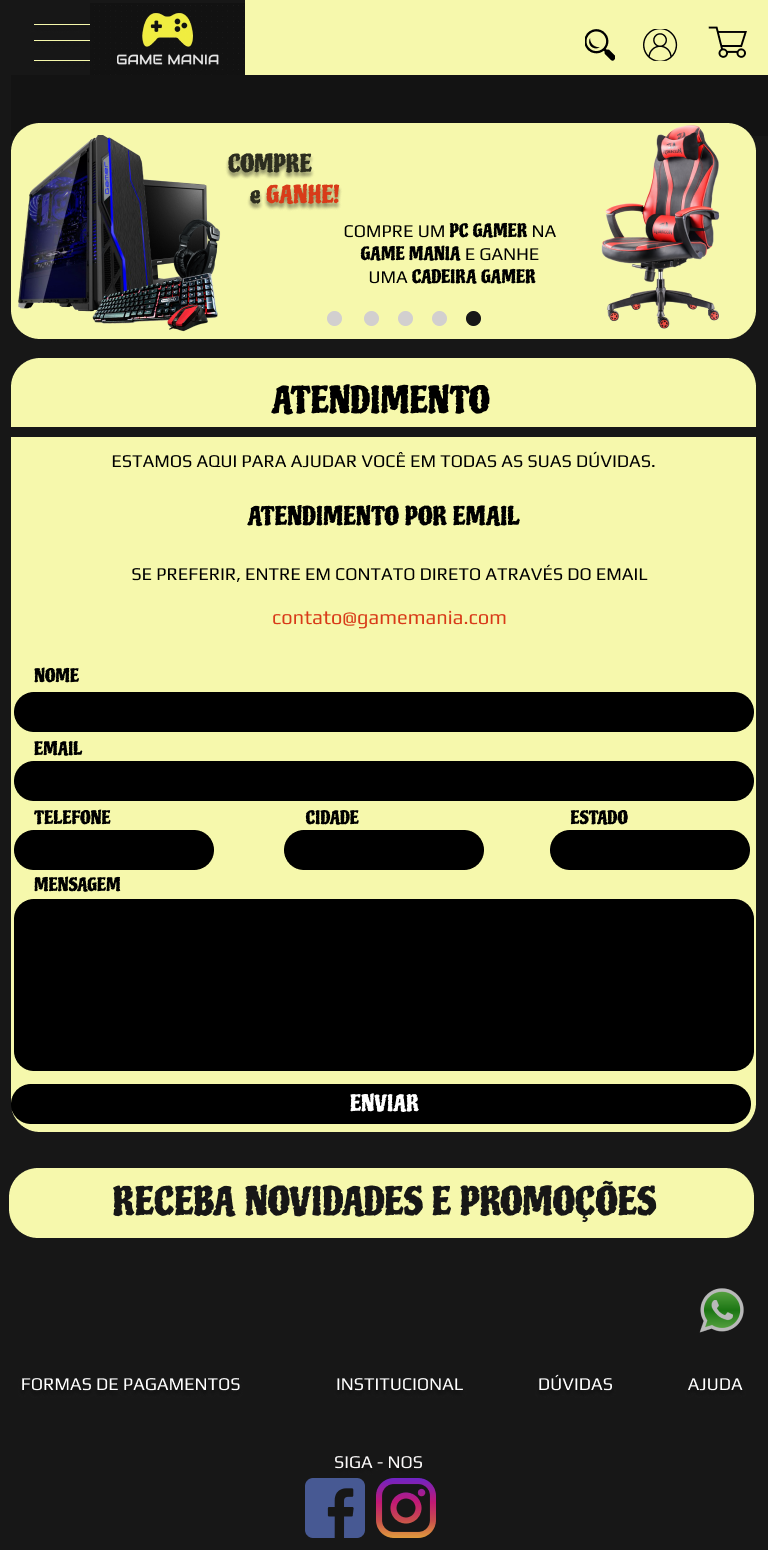 GAME MANIA
COMPRE
e GANHE!
COMPRE UM PC GAMER NA
GAME MANIA E GANHE
UMA CADEIRA GAMER
ATENDIMENTO
ESTAMOS AQUI PARA AJUDAR VOCÊ EM TODAS AS SUAS DÚVIDAS.
ATENDIMENTO POR EMAIL
SE PREFERIR, ENTRE EM CONTATO DIRETO ATRAVÉS DO EMAIL
contato@gamemania.com
NOME
EMAIL
TELEFONE CIDADE ESTADO
MENSAGEM
ENVIAR
RECEBA NOVIDADES E PROMOÇÕES
FORMAS DE PAGAMENTOS INSTITUCIONAL DÚVIDAS AJUDA
SIGA - NOS